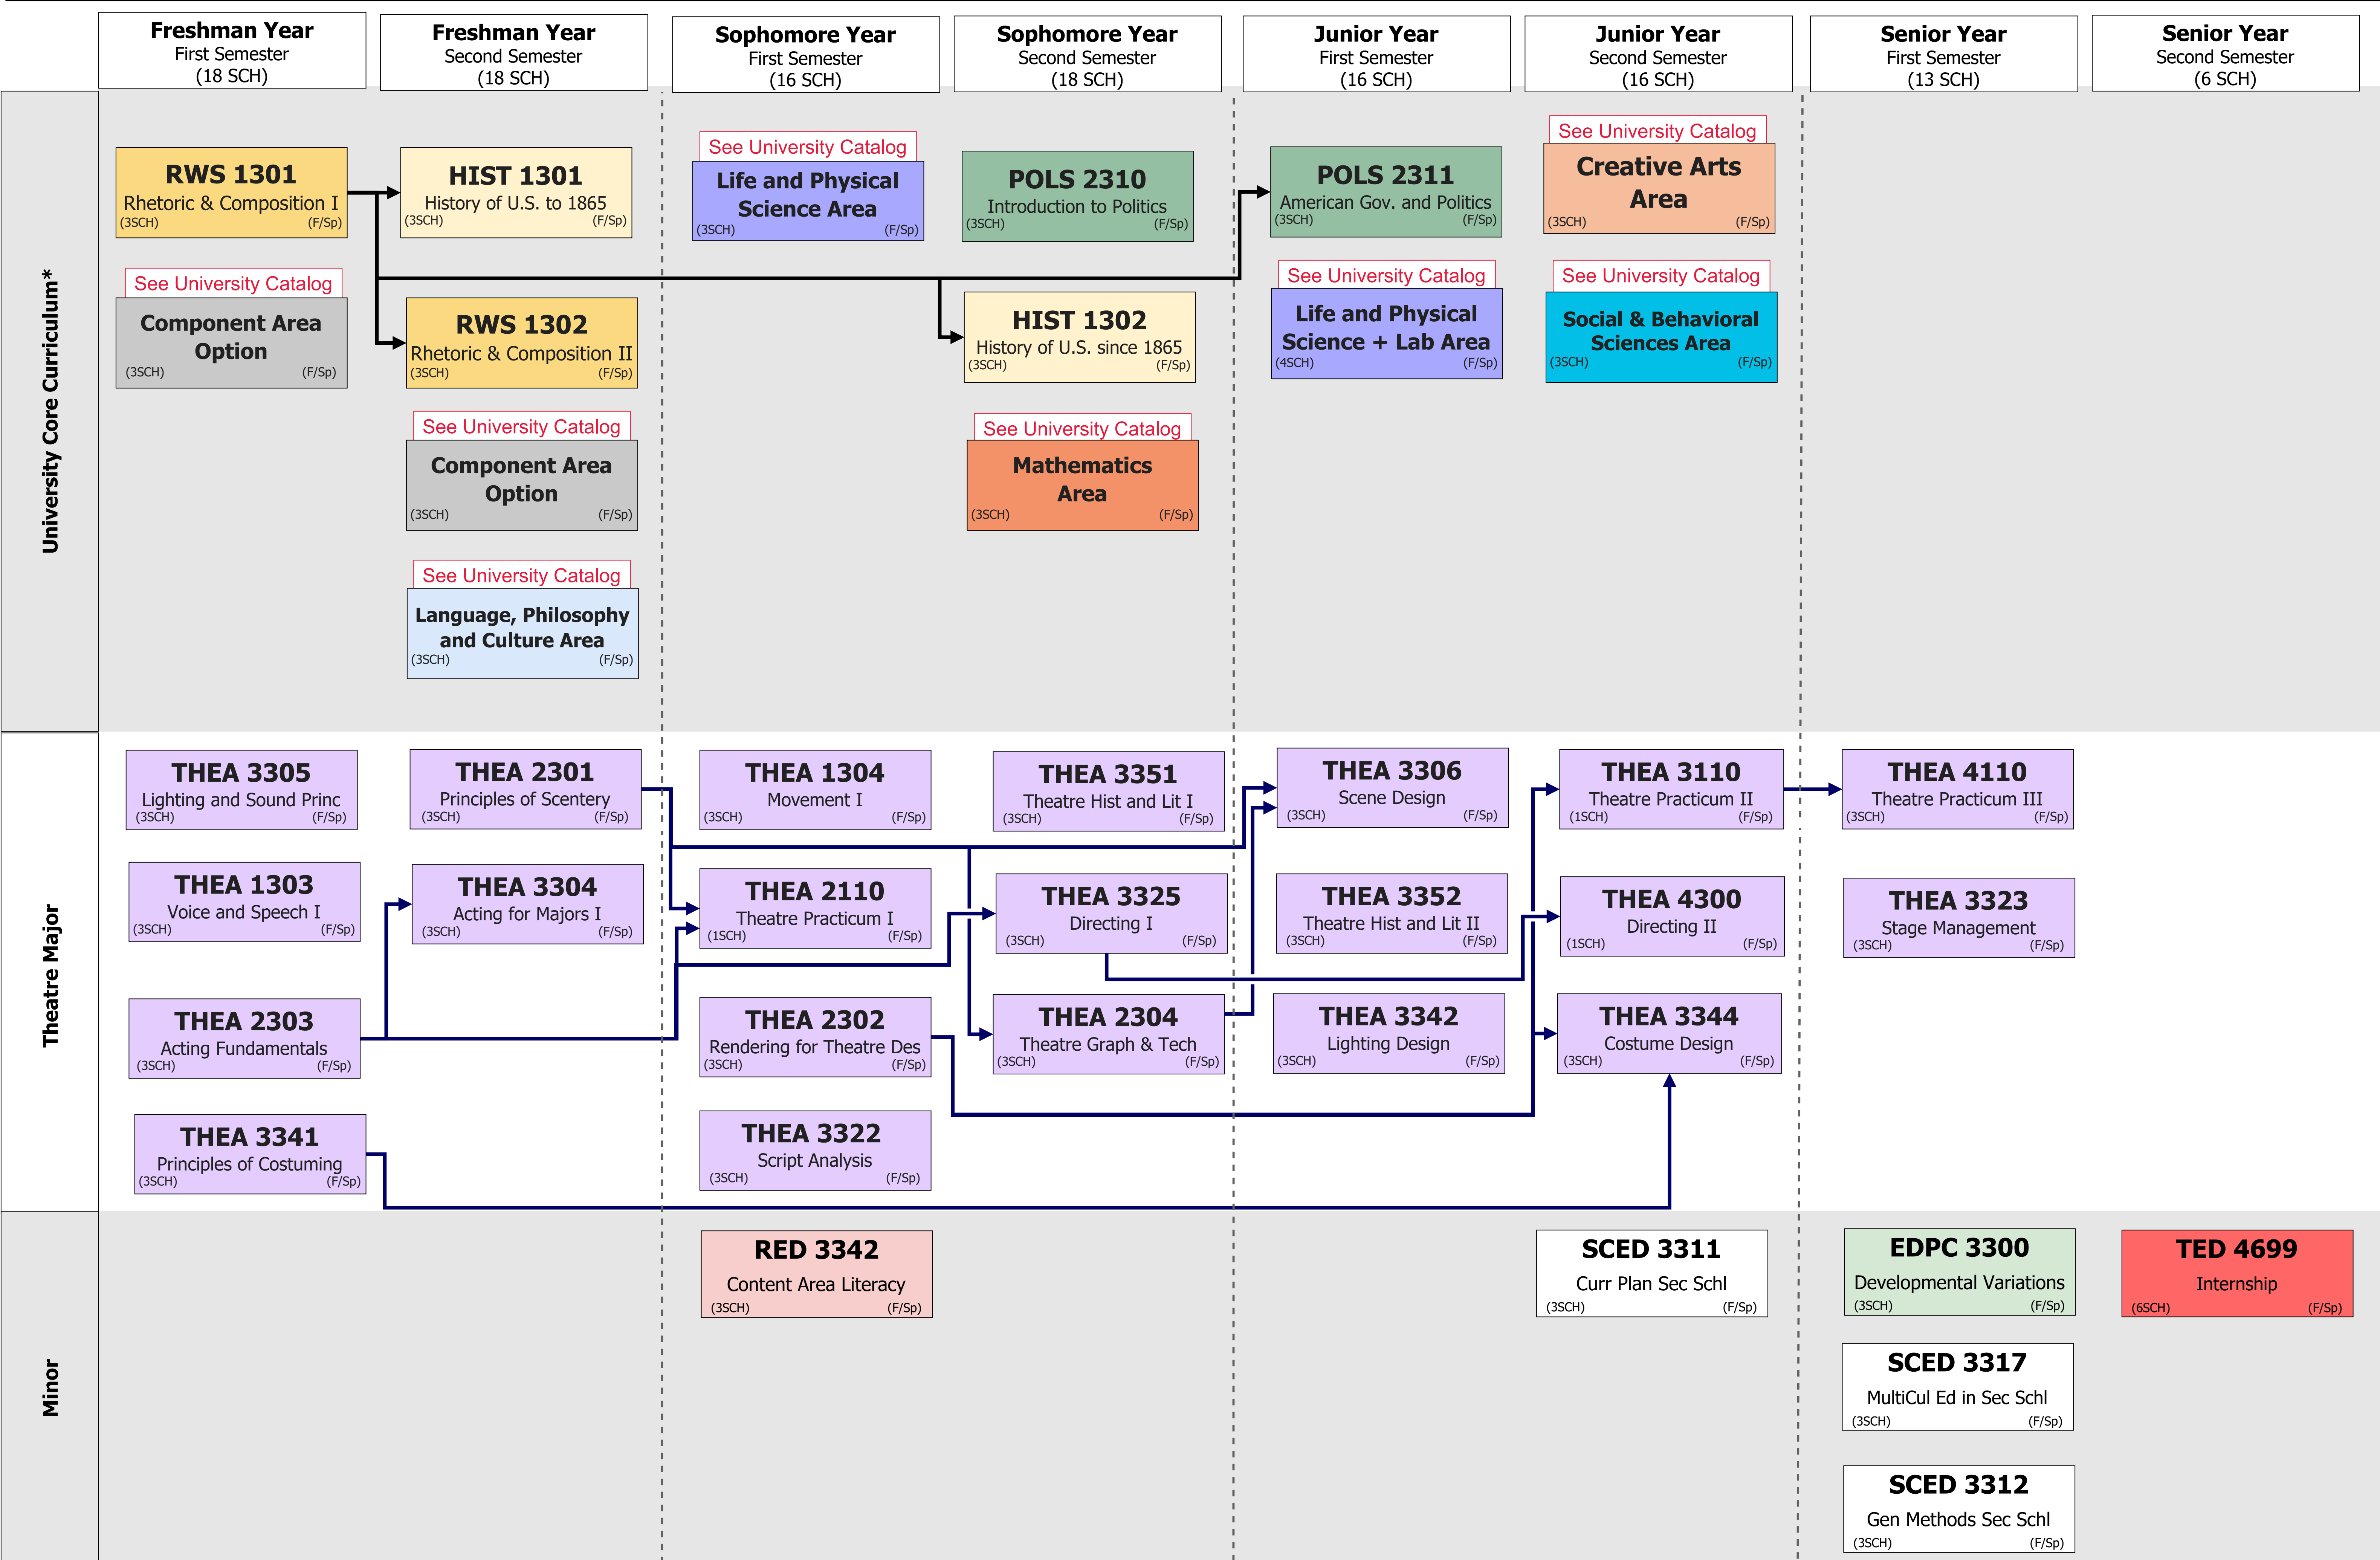 Freshman Year
First Semester
(18 SCH)
Freshman Year
Second Semester
(18 SCH)
Sophomore Year
First Semester
(16 SCH)
Sophomore Year
Second Semester
(18 SCH)
Junior Year
First Semester
(16 SCH)
Junior Year
Second Semester
(16 SCH)
Senior Year
First Semester
(13 SCH)
Senior Year
Second Semester
(6 SCH)
University Core Curriculum*
RWS 1301
Rhetoric & Composition I
(3SCH) (F/Sp)
HIST 1301
History of U.S. to 1865
(3SCH) (F/Sp)
See University Catalog
Life and Physical
Science Area
(3SCH) (F/Sp)
POLS 2310
Introduction to Politics
(3SCH) (F/Sp)
POLS 2311
American Gov. and Politics
(3SCH) (F/Sp)
See University Catalog
Creative Arts
Area
(3SCH) (F/Sp)
See University Catalog
Component Area
Option
(3SCH) (F/Sp)
RWS 1302
Rhetoric & Composition II
(3SCH) (F/Sp)
HIST 1302
History of U.S. since 1865
(3SCH) (F/Sp)
See University Catalog
Life and Physical
Science + Lab Area
(4SCH) (F/Sp)
See University Catalog
Social & Behavioral
Sciences Area
(3SCH) (F/Sp)
See University Catalog
Component Area
Option
(3SCH) (F/Sp)
See University Catalog
Mathematics
Area
(3SCH) (F/Sp)
See University Catalog
Language, Philosophy
and Culture Area
(3SCH) (F/Sp)
Theatre Major
THEA 3305
Lighting and Sound Princ
(3SCH) (F/Sp)
THEA 2301
Principles of Scentery
(3SCH) (F/Sp)
THEA 1304
Movement I
(3SCH) (F/Sp)
THEA 3351
Theatre Hist and Lit I
(3SCH) (F/Sp)
THEA 3306
Scene Design
(3SCH) (F/Sp)
THEA 3110
Theatre Practicum II
(1SCH) (F/Sp)
THEA 4110
Theatre Practicum III
(3SCH) (F/Sp)
THEA 1303
Voice and Speech I
(3SCH) (F/Sp)
THEA 3304
Acting for Majors I
(3SCH) (F/Sp)
THEA 2110
Theatre Practicum I
(1SCH) (F/Sp)
THEA 3325
Directing I
(3SCH) (F/Sp)
THEA 3352
Theatre Hist and Lit II
(3SCH) (F/Sp)
THEA 4300
Directing II
(1SCH) (F/Sp)
THEA 3323
Stage Management
(3SCH) (F/Sp)
THEA 2303
Acting Fundamentals
(3SCH) (F/Sp)
THEA 2302
Rendering for Theatre Des
(3SCH) (F/Sp)
THEA 2304
Theatre Graph & Tech
(3SCH) (F/Sp)
THEA 3342
Lighting Design
(3SCH) (F/Sp)
THEA 3344
Costume Design
(3SCH) (F/Sp)
THEA 3341
Principles of Costuming
(3SCH) (F/Sp)
THEA 3322
Script Analysis
(3SCH) (F/Sp)
Minor
RED 3342
Content Area Literacy
(3SCH) (F/Sp)
SCED 3311
Curr Plan Sec Schl
(3SCH) (F/Sp)
EDPC 3300
Developmental Variations
(3SCH) (F/Sp)
TED 4699
Internship
(6SCH) (F/Sp)
SCED 3317
MultiCul Ed in Sec Schl
(3SCH) (F/Sp)
SCED 3312
Gen Methods Sec Schl
(3SCH) (F/Sp)